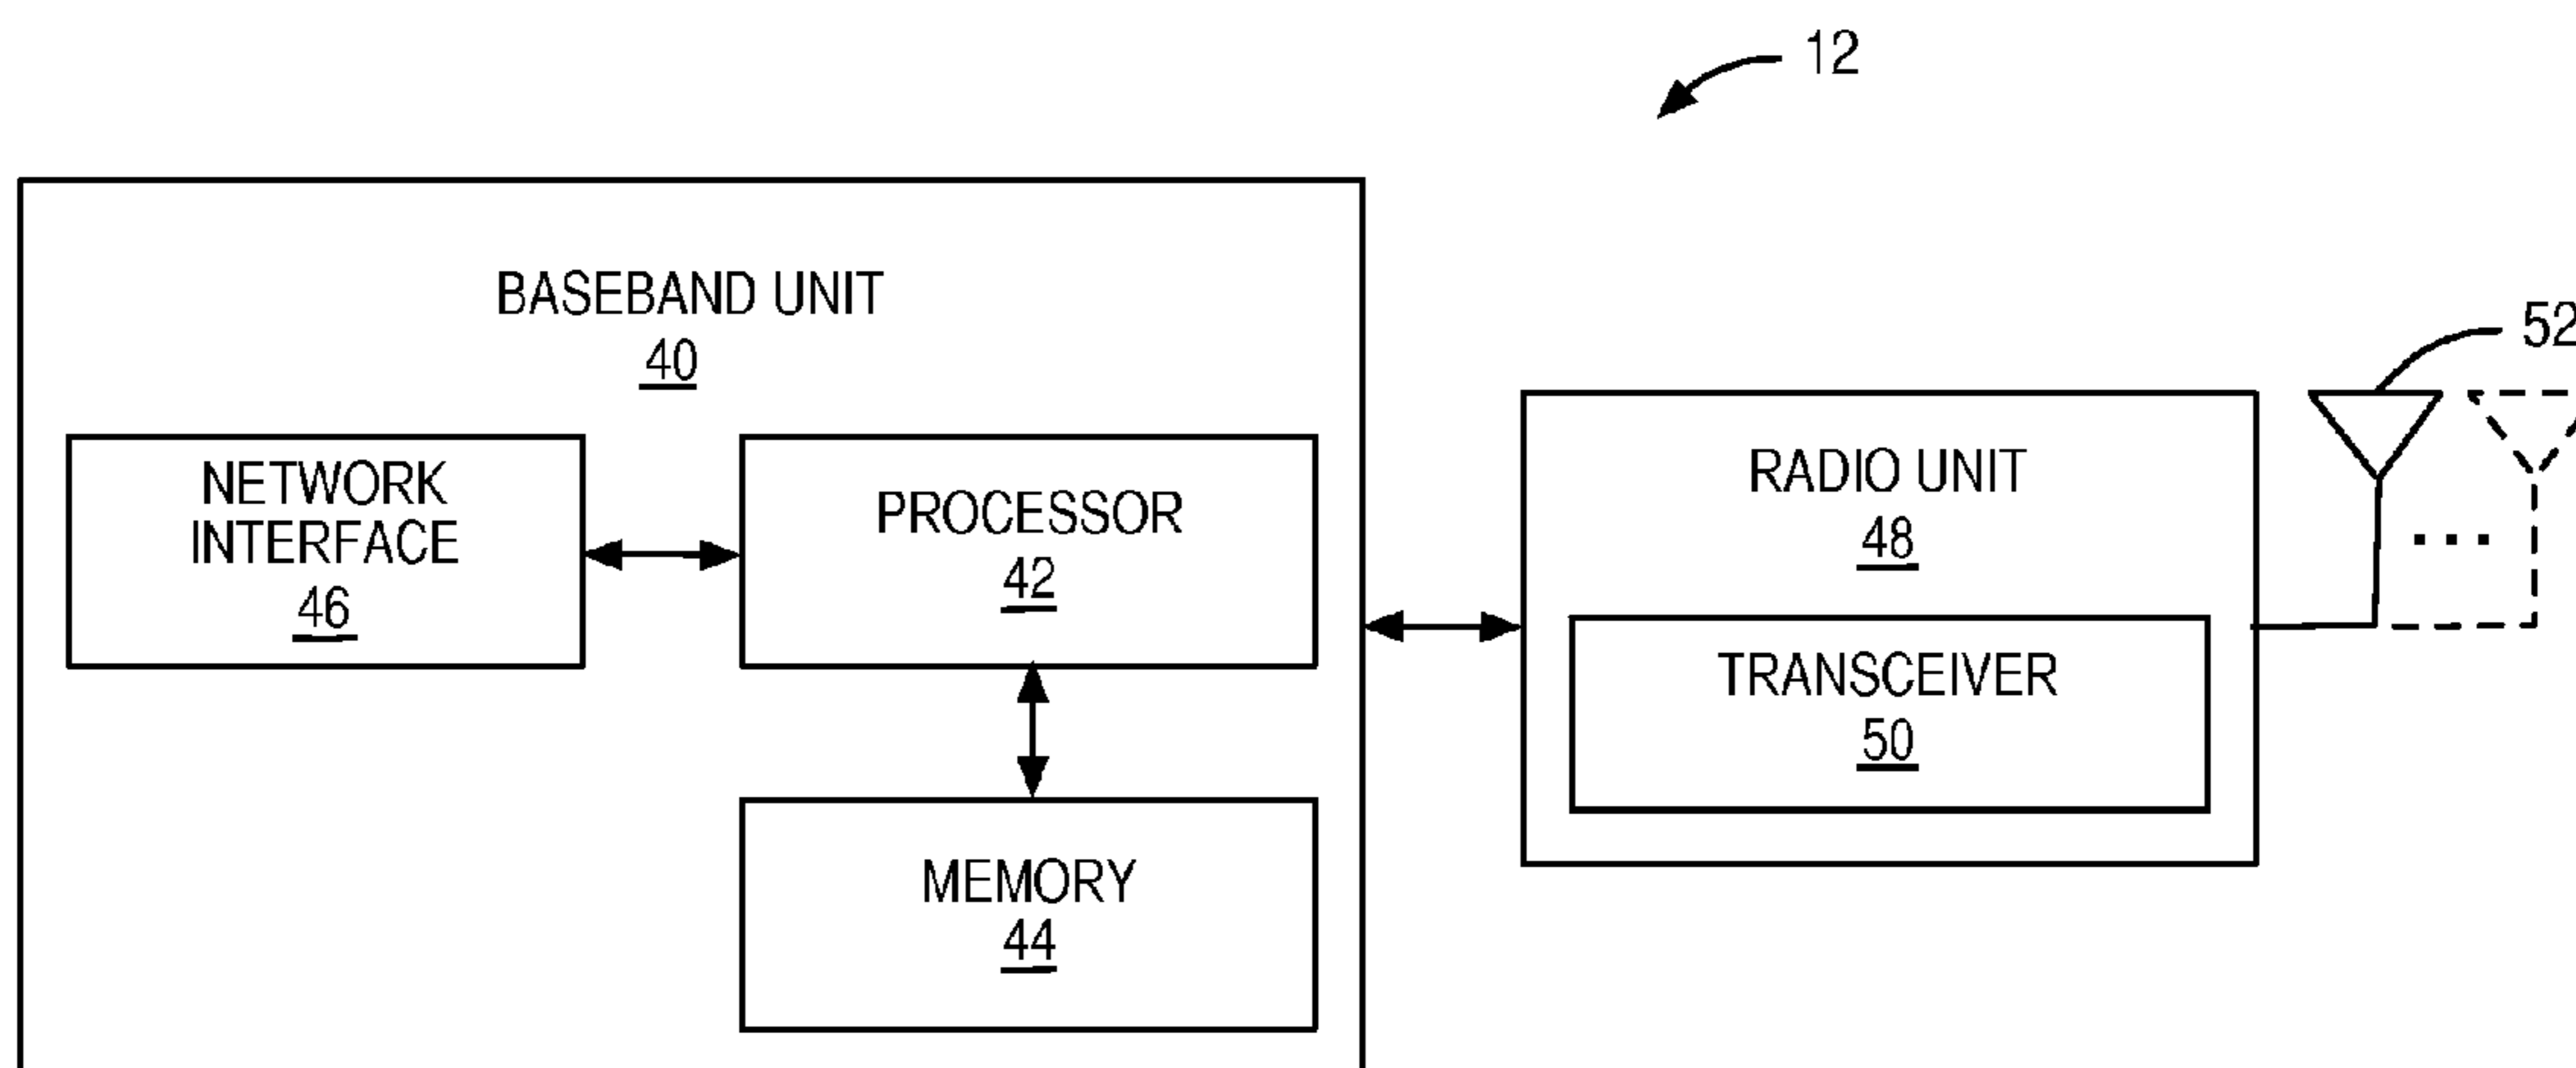 12
BASEBAND UNIT
40
52
NETWORK
INTERFACE
46
PROCESSOR
42
RADIO UNIT
48
TRANSCEIVER
50
MEMORY
44